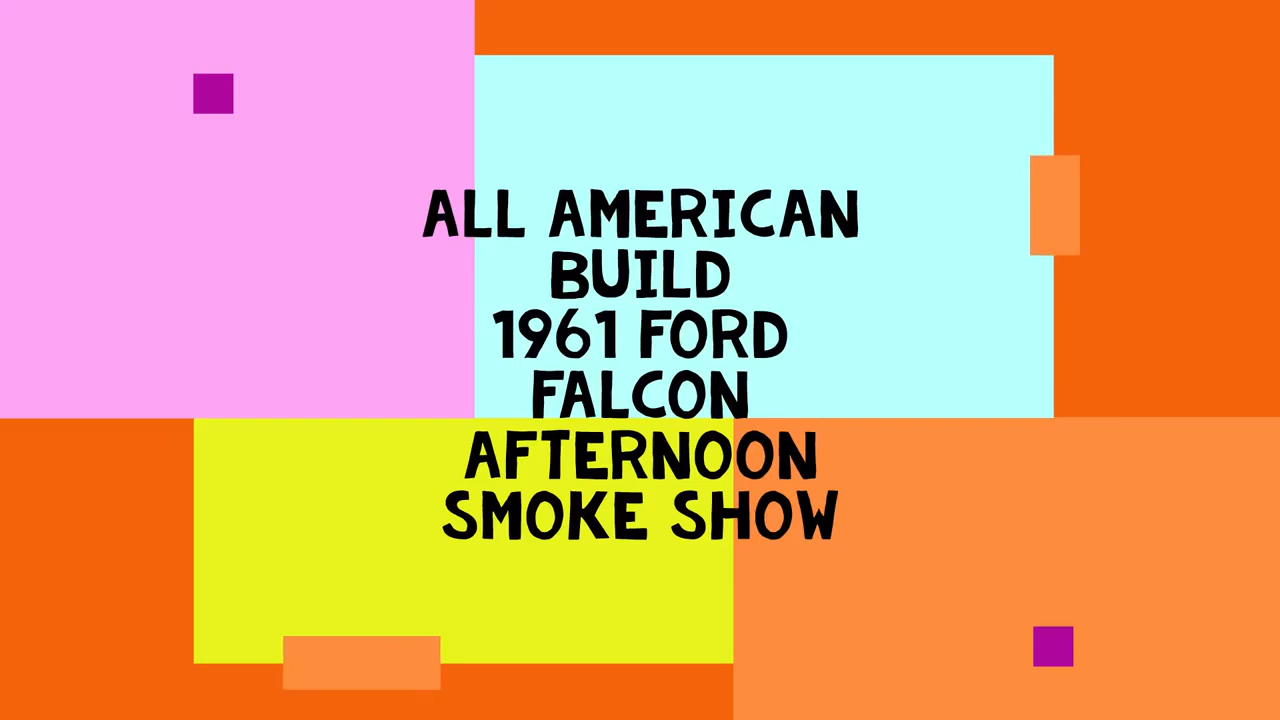 ALL AMERICAN
BUILD
1961 FORD
FALCON
AFTERNOON
SMOKE SHOW